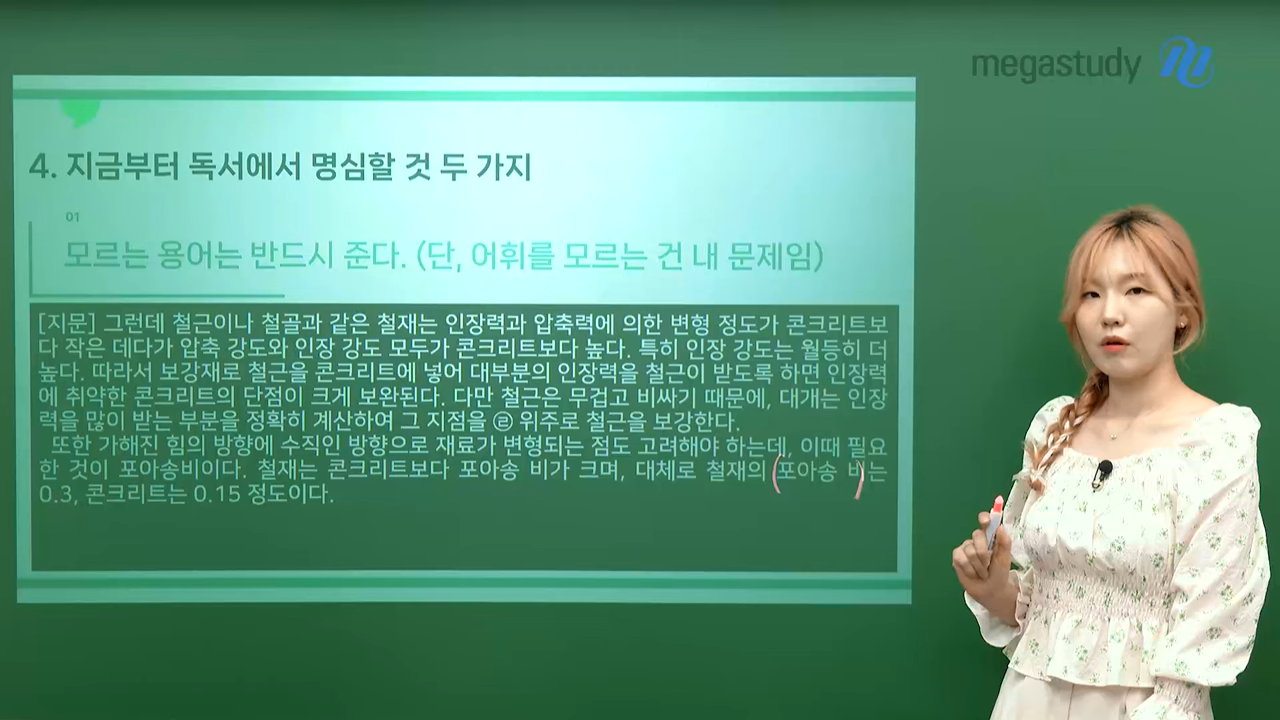 megastudy
4. 지금부터 독서에서 명심할 것 두 가지
01
모르는 용어는 반드시 준다. (단, 어휘를 모르는 건 내 문제임)
[지문] 그런데 철근이나 철골과 같은 철재는 인장력과 압축력에 의한 변형 정도가 콘크리트보
다 작은 데다가 압축 강도와 인장 강도 모두가 콘크리트보다 높다. 특히 인장 강도는 월등히 더
높다. 따라서 보강재로 철근을 콘크리트에 넣어 대부분의 인장력을 철근이 받도록 하면 인장력
에 취약한 콘크리트의 단점이 크게 보완된다. 다만 철근은 무겁고 비싸기 때문에, 대개는 인장
력을 많이 받는 부분을 정확히 계산하여 그 지점을 ㉣ 위주로 철근을 보강한다.
또한 가해진 힘의 방향에 수직인 방향으로 재료가 변형되는 점도 고려해야 하는데, 이때 필요
한 것이 포아송비이다. 철재는 콘크리트보다 포아송 비가 크며, 대체로 철재의 (포아송 비)는
0.3, 콘크리트는 0.15 정도이다.